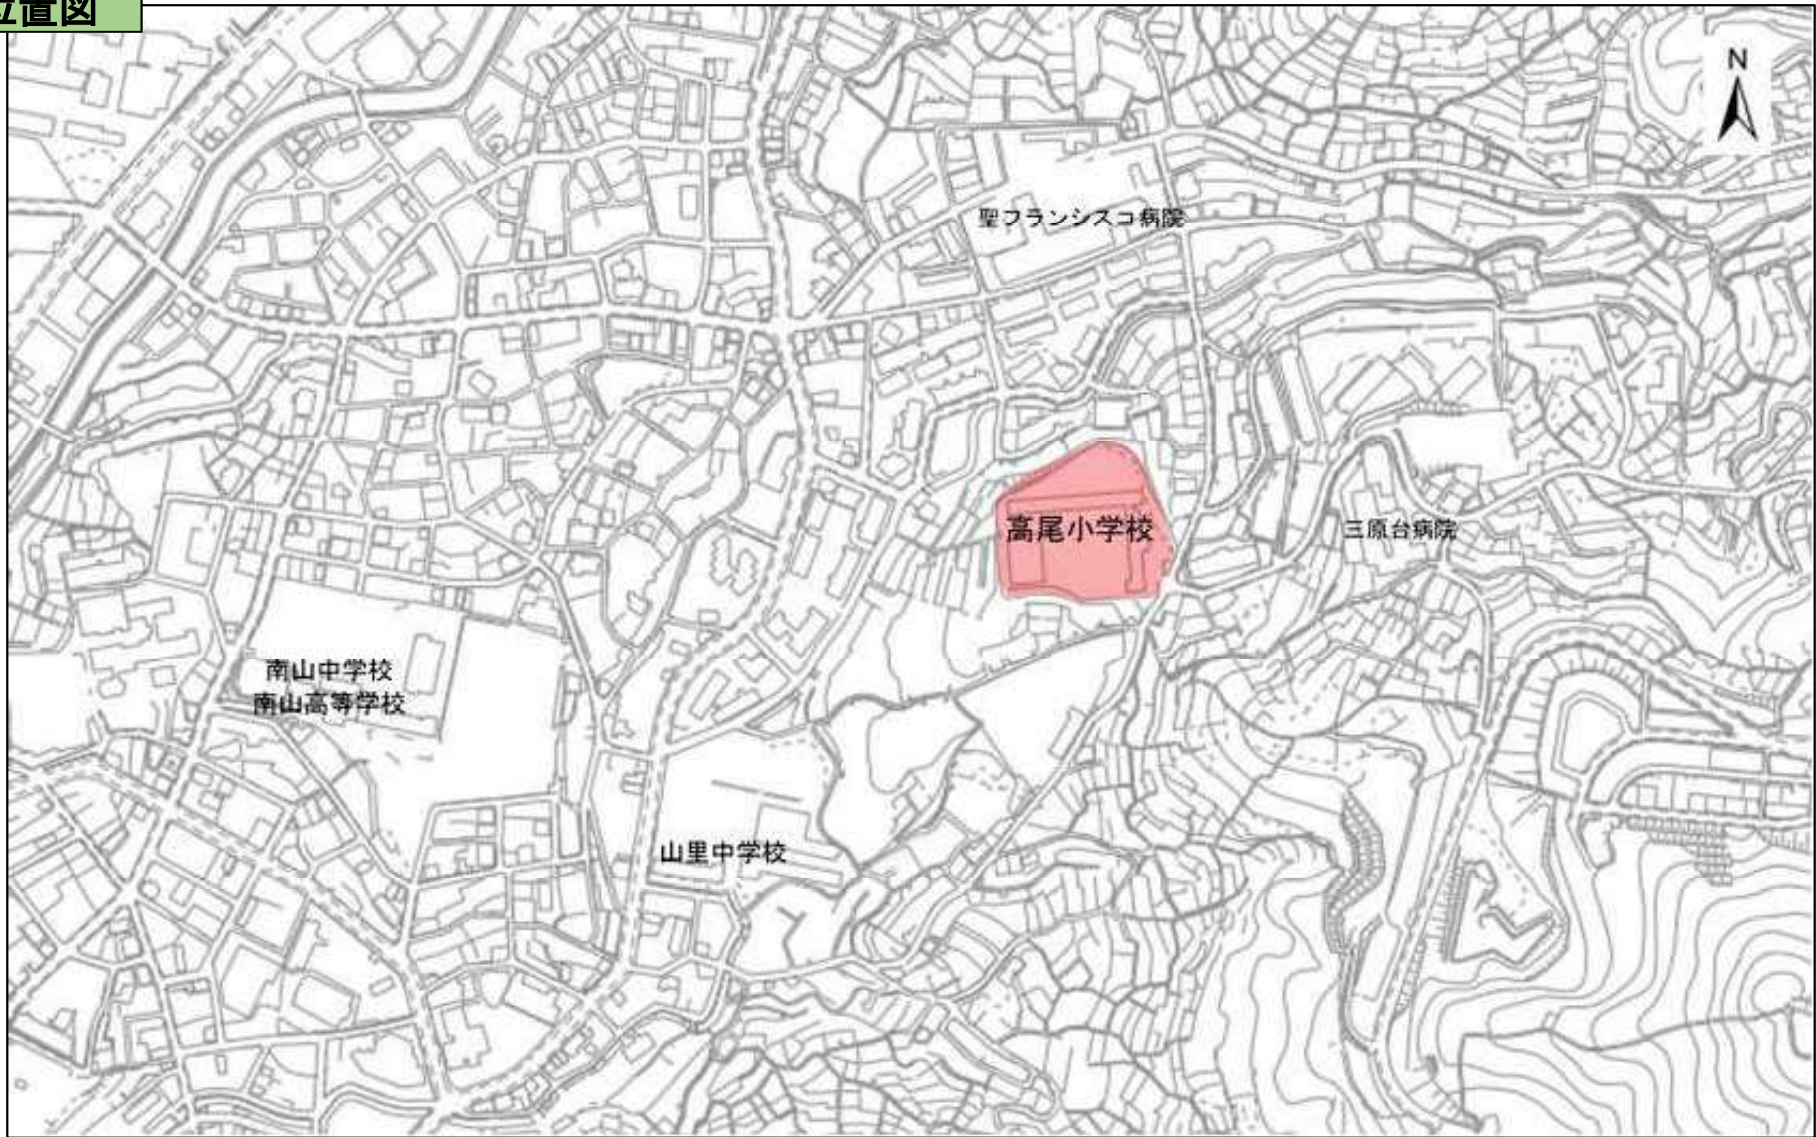 位置図
N
聖フランシスコ病院
高尾小学校
三原台病院
南山中学校
南山高等学校
山里中学校